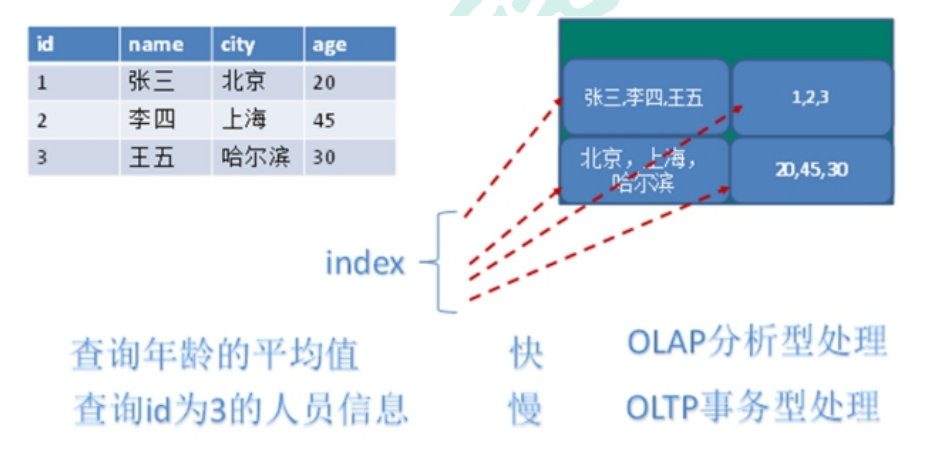 id name city age
1 张三 北京 20
2 李四 上海 45
3 王五 哈尔滨 30
张三,李四,王五
1,2,3
北京，上海，
哈尔滨
20,45,30
index
查询年龄的平均值 快 OLAP分析型处理
查询id为3的人员信息 慢 OLTP事务型处理